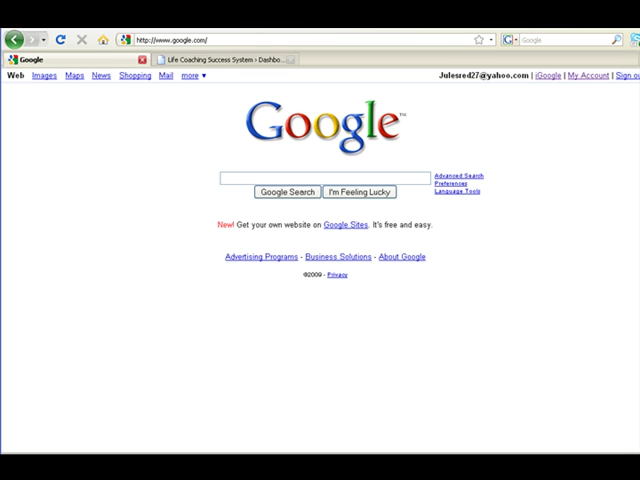 http://www.google.com/
Google
Google
Life Coaching Success System › Dashbo...
Web Images Maps News Shopping Mail more ▼
Julesred27@yahoo.com | iGoogle | My Account | Sign ou
Google™
Advanced Search
Preferences
Language Tools
Google Search I'm Feeling Lucky
New! Get your own website on Google Sites. It's free and easy.
Advertising Programs - Business Solutions - About Google
©2009 - Privacy